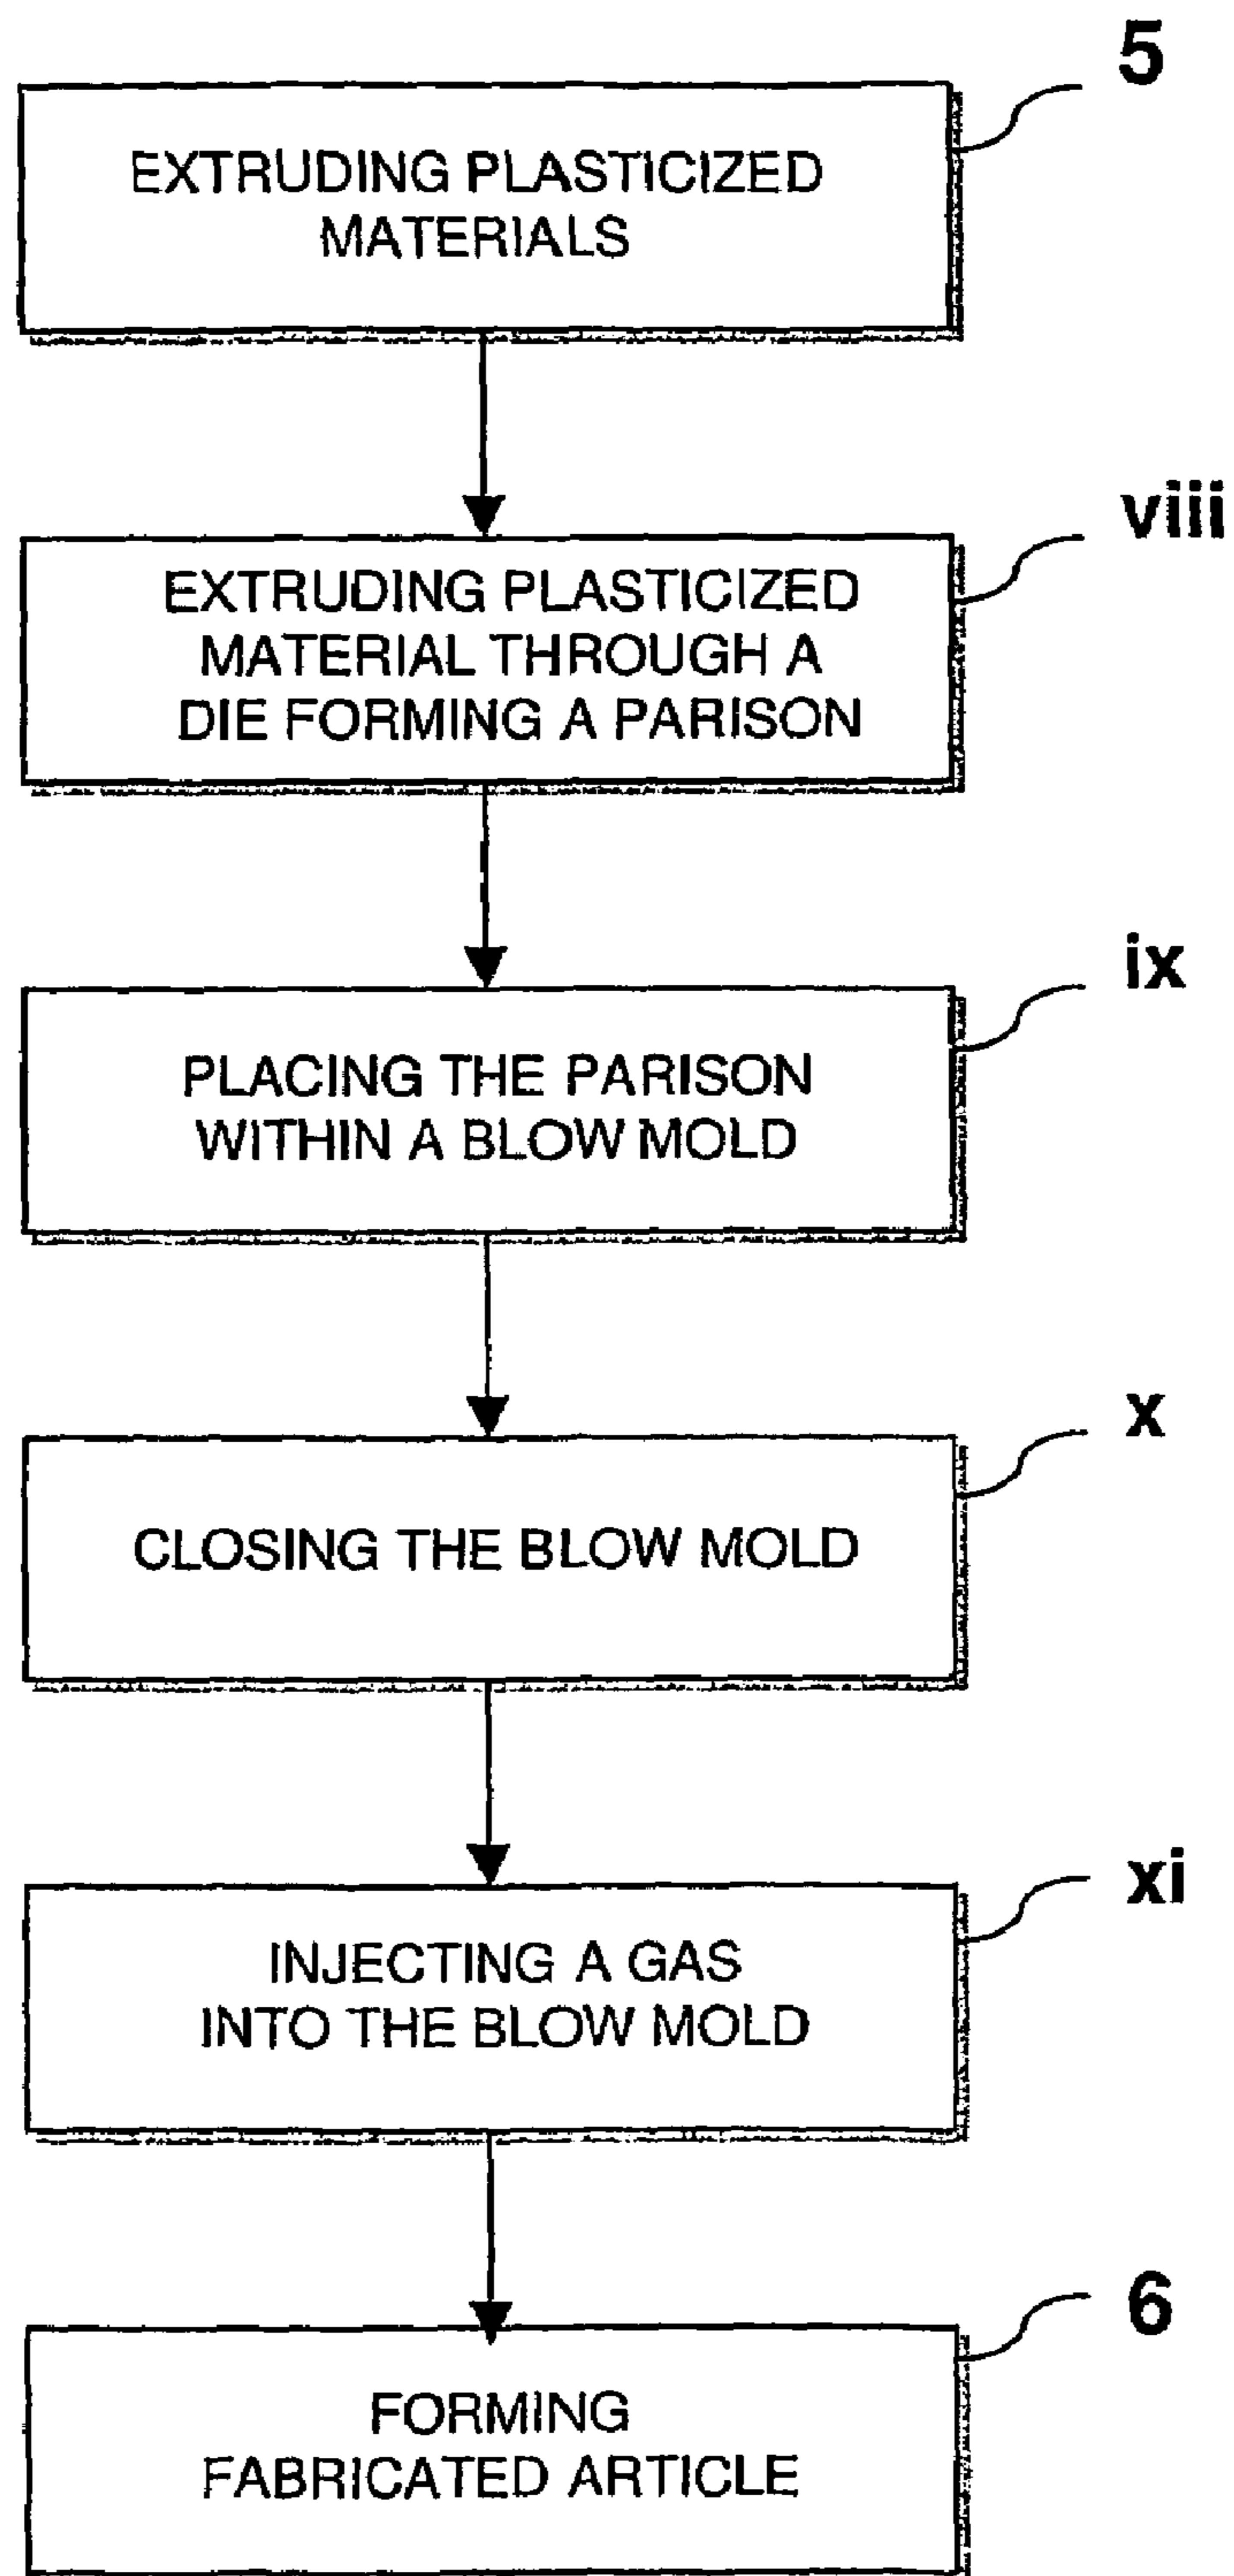 5
EXTRUDING PLASTICIZED
MATERIALS
viii
EXTRUDING PLASTICIZED
MATERIAL THROUGH A
DIE FORMING A PARISON
ix
PLACING THE PARISON
WITHIN A BLOW MOLD
x
CLOSING THE BLOW MOLD
xi
INJECTING A GAS
INTO THE BLOW MOLD
6
FORMING
FABRICATED ARTICLE